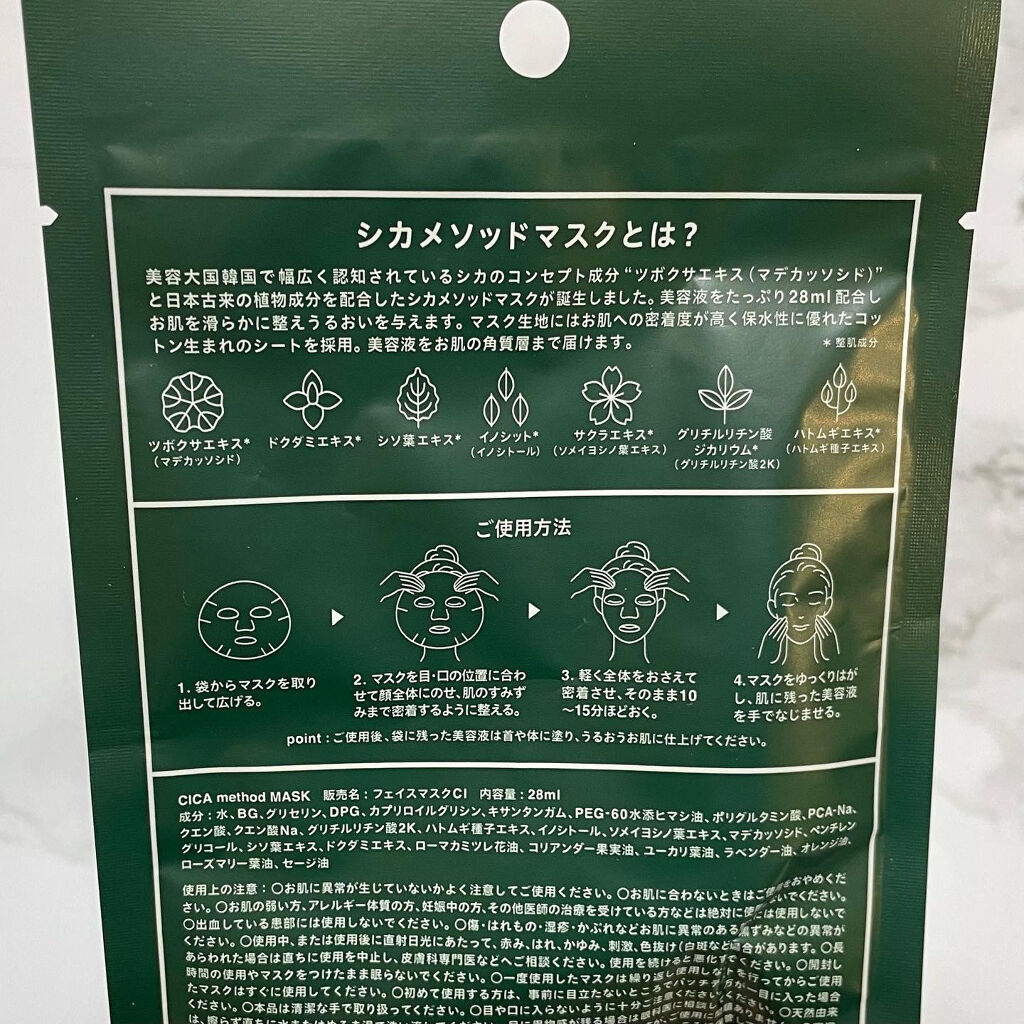 シカメソッドマスクとは？
美容大国韓国で幅広く認知されているシカのコンセプト成分“ツボクサエキス（マデカッソシド）”
と日本古来の植物成分を配合したシカメソッドマスクが誕生しました。美容液をたっぷり28ml配合し
お肌を滑らかに整えうるおいを与えます。マスク生地にはお肌への密着度が高く保水性に優れたコッ
トン生まれのシートを採用。美容液をお肌の角質層まで届けます。
＊整肌成分
ツボクサエキス*
（マデカッソシド）
ドクダミエキス*
シソ葉エキス*
イノシット*
（イノシトール）
サクラエキス*
（ソメイヨシノ葉エキス）
グリチルリチン酸
ジカリウム*
（グリチルリチン酸2K）
ハトムギエキス*
（ハトムギ種子エキス）
ご使用方法
1. 袋からマスクを取り
出して広げる。
2. マスクを目・口の位置に合わ
せて顔全体にのせ、肌のすみず
みまで密着するように整える。
3. 軽く全体をおさえて
密着させ、そのまま10
～15分ほどおく。
4.マスクをゆっくりはが
し、肌に残った美容液
を手でなじませる。
point : ご使用後、袋に残った美容液は首や体に塗り、うるおうお肌に仕上げてください。
CICA method MASK　販売名：フェイスマスクCI　内容量：28ml
成分：水、BG、グリセリン、DPG、カプリロイルグリシン、キサンタンガム、PEG-60水添ヒマシ油、ポリグルタミン酸、PCA-Na、
クエン酸、クエン酸Na、グリチルリチン酸2K、ハトムギ種子エキス、イノシトール、ソメイヨシノ葉エキス、マデカッソシド、ペンチレン
グリコール、シソ葉エキス、ドクダミエキス、ローマカミツレ花油、コリアンダー果実油、ユーカリ葉油、ラベンダー油、オレンジ油、
ローズマリー葉油、セージ油
使用上の注意：○お肌に異常が生じていないかよく注意してご使用ください。○お肌に合わないときはご使用をおやめくだ
さい。○お肌の弱い方、アレルギー体質の方、妊娠中の方、その他医師の治療を受けている方などは絶対に使用しないでください。
○出血している患部には使用しないでください。○傷・はれもの・湿疹・かぶれなどお肌に異常のある
ください。○使用中、または使用後に直射日光にあたって、赤み、はれ、かゆみ、刺激、色抜け(白斑など)や黒ずみなどの異常が
あらわれた場合は直ちに使用を中止し、皮膚科専門医などへご相談ください。使用を続けると悪化す
時間の使用やマスクをつけたまま眠らないでください。○一度使用したマスクは繰り返し使用しな
たマスクはすぐに使用してください。○初めて使用する方は、事前に目立たないところでパッチ
ください。○本品は清潔な手で取り扱ってください。○目や口に入らないように十分ご注意ください